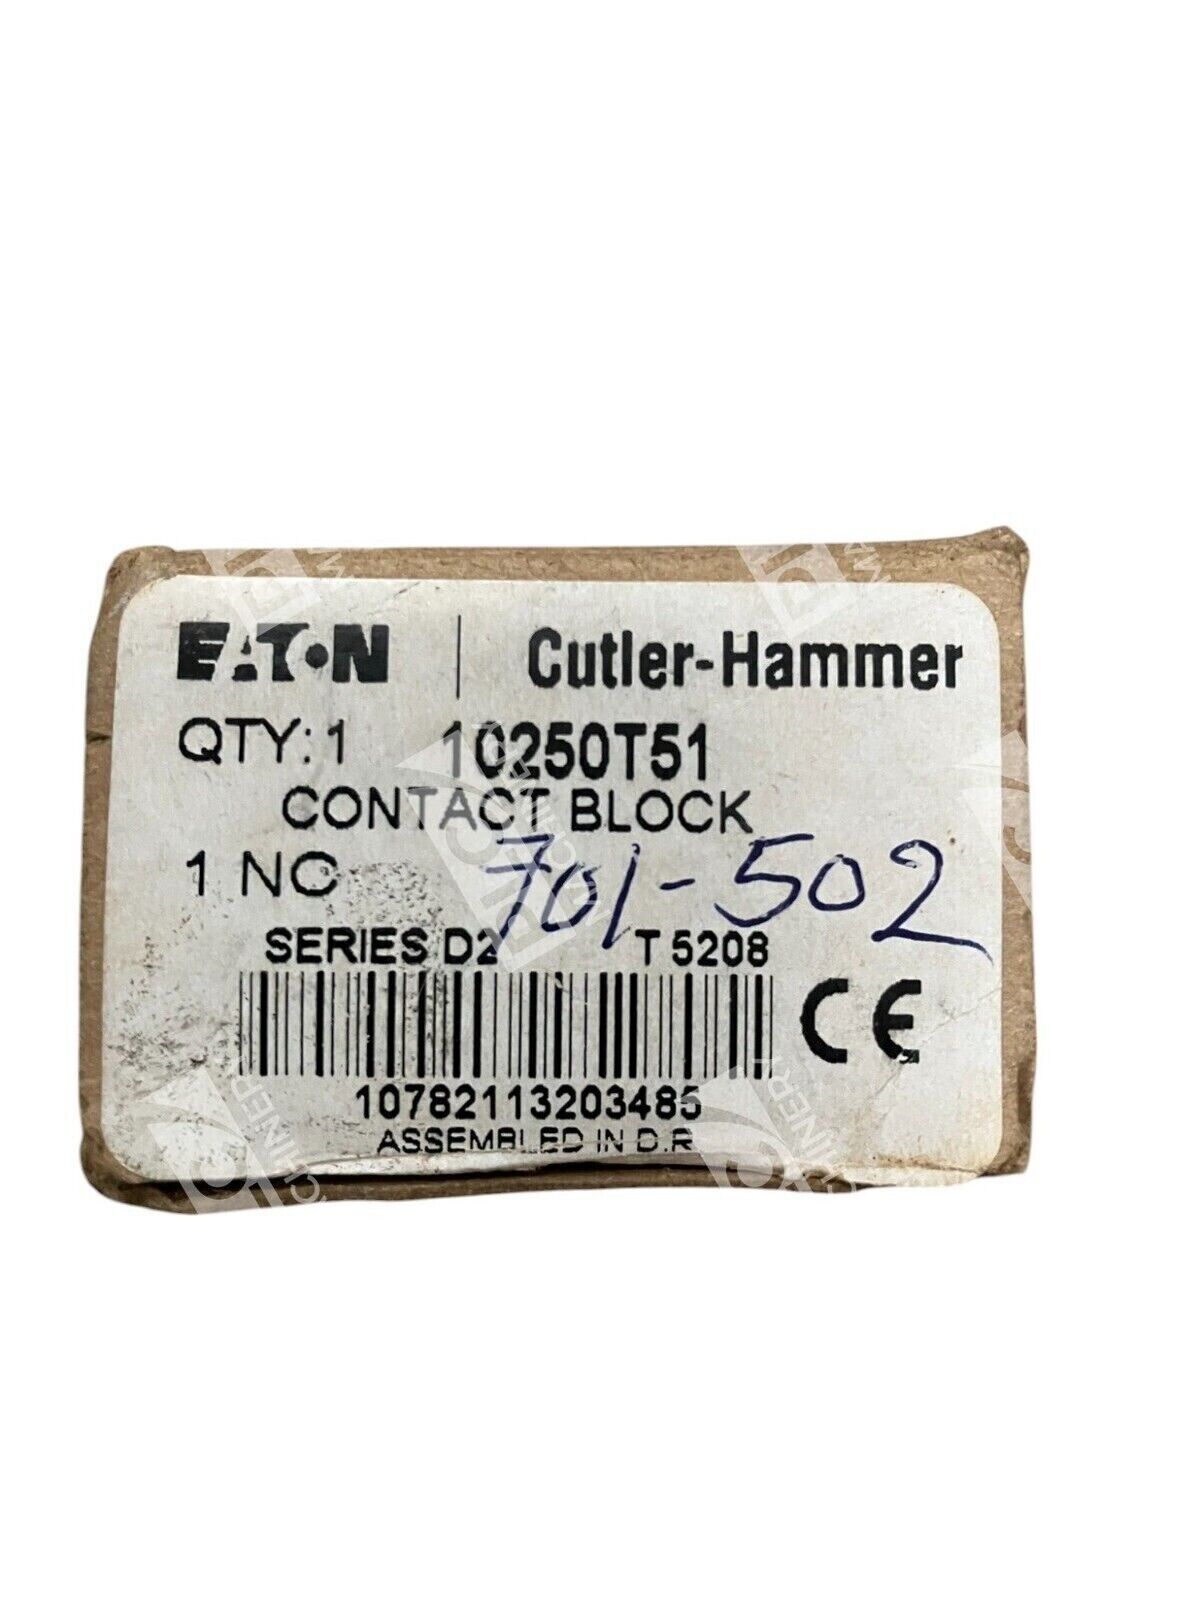 EATON | Cutler-Hammer
QTY: 1 10250T51
CONTACT BLOCK
1 NC
701-502
SERIES D2 T 5208
CE
10782113203485
ASSEMBLED IN D.R